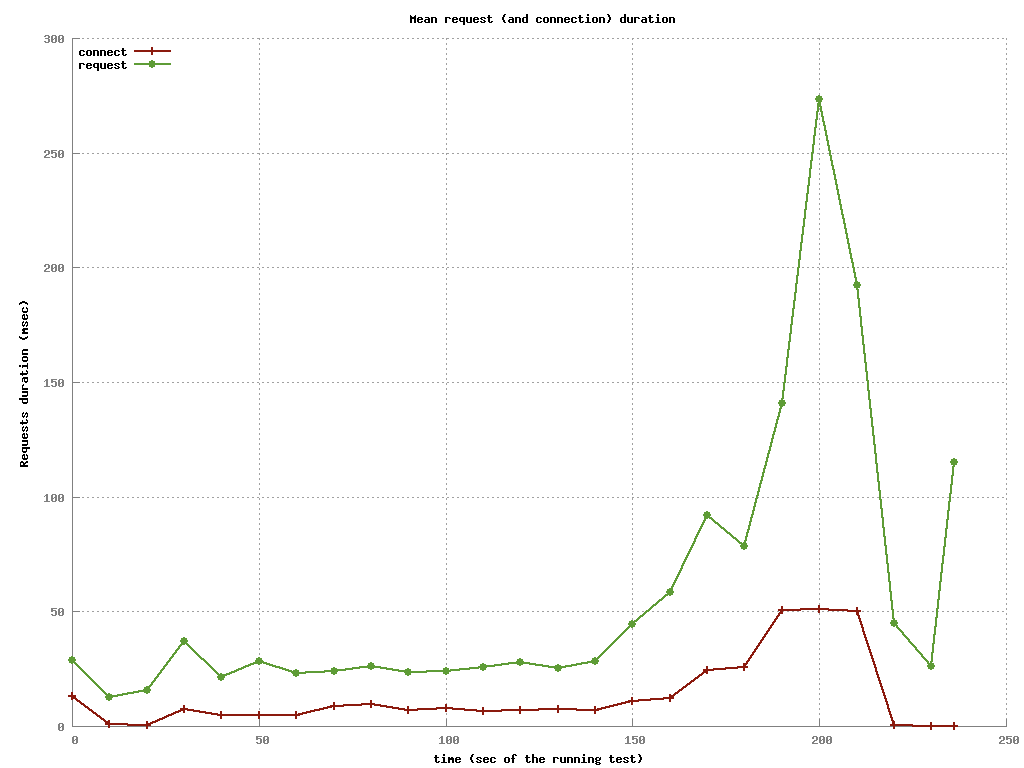 Mean request (and connection) duration
300
connect
request
250
200
150
100
50
0
Requests duration (msec)
0 50 100 150 200 250
time (sec of the running test)